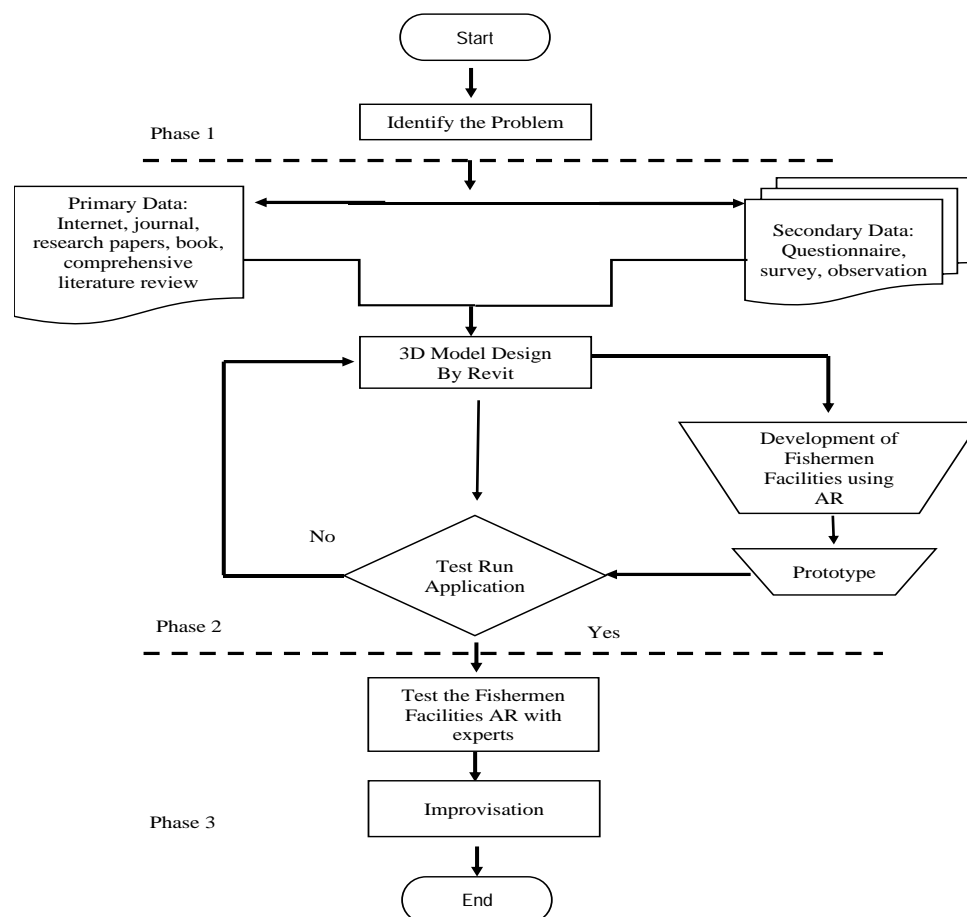 Start
Identify the Problem
Phase 1
Primary Data:
Internet, journal,
research papers, book,
comprehensive
literature review
Secondary Data:
Questionnaire,
survey, observation
3D Model Design
By Revit
Development of
Fishermen
Facilities using
AR
No
Test Run
Application
Prototype
Phase 2
Yes
Test the Fishermen
Facilities AR with
experts
Improvisation
Phase 3
End